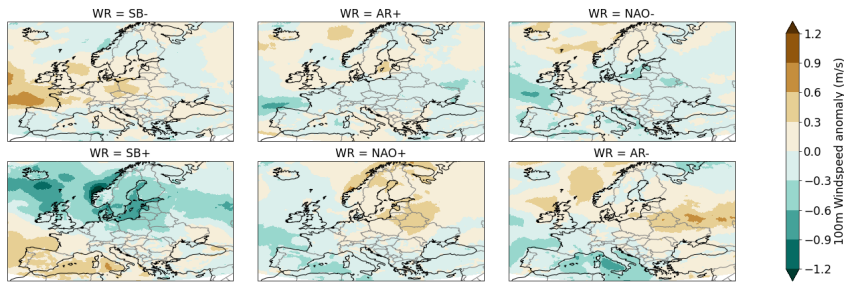 WR = SB-
WR = AR+
WR = NAO-
WR = SB+
WR = NAO+
WR = AR-
1.2
0.9
0.6
0.3
0.0
−0.3
−0.6
−0.9
−1.2
100m Windspeed anomaly (m/s)